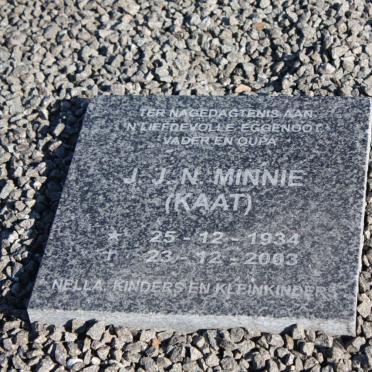 TER NAGEDAGTENIS AAN
'N LIEFDEVOLLE EGGENOOT,
VADER EN OUPA
J. J. N. MINNIE
(KAAT)
* 25 - 12 - 1934
† 23 - 12 - 2003
NELLA, KINDERS EN KLEINKINDERS